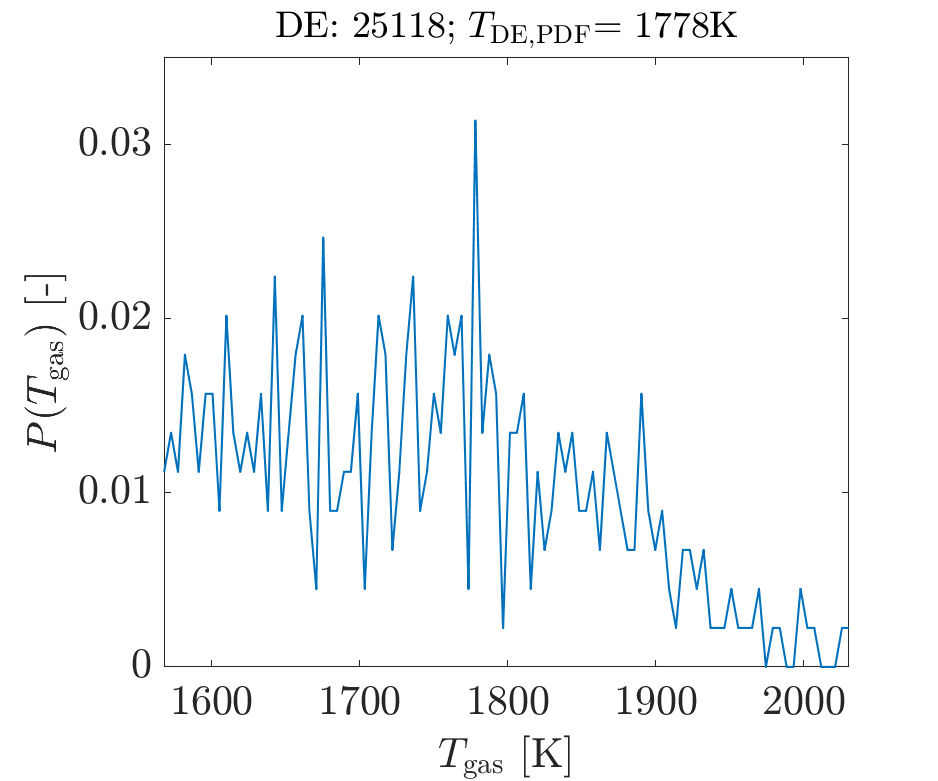 DE: 25118; T_DE,PDF= 1778K
0.03
0.02
0.01
0
P(T_gas) [-]
1600 1700 1800 1900 2000
T_gas [K]